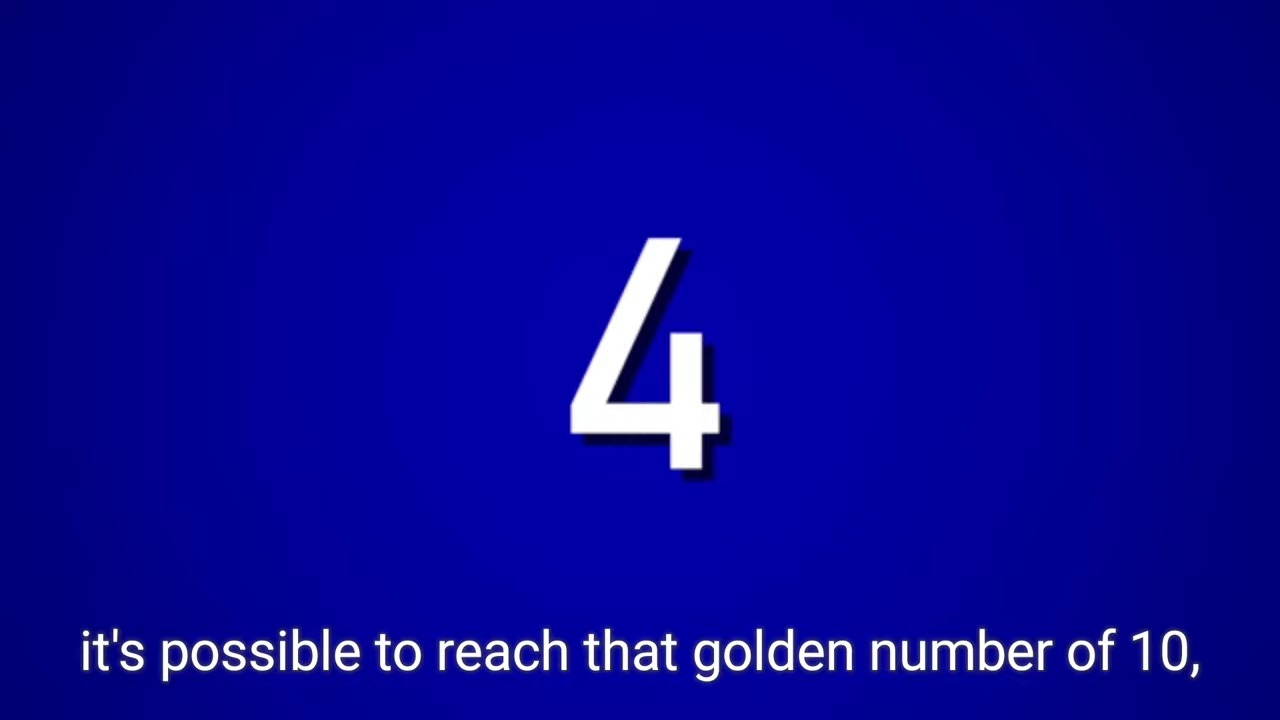 4
it's possible to reach that golden number of 10,